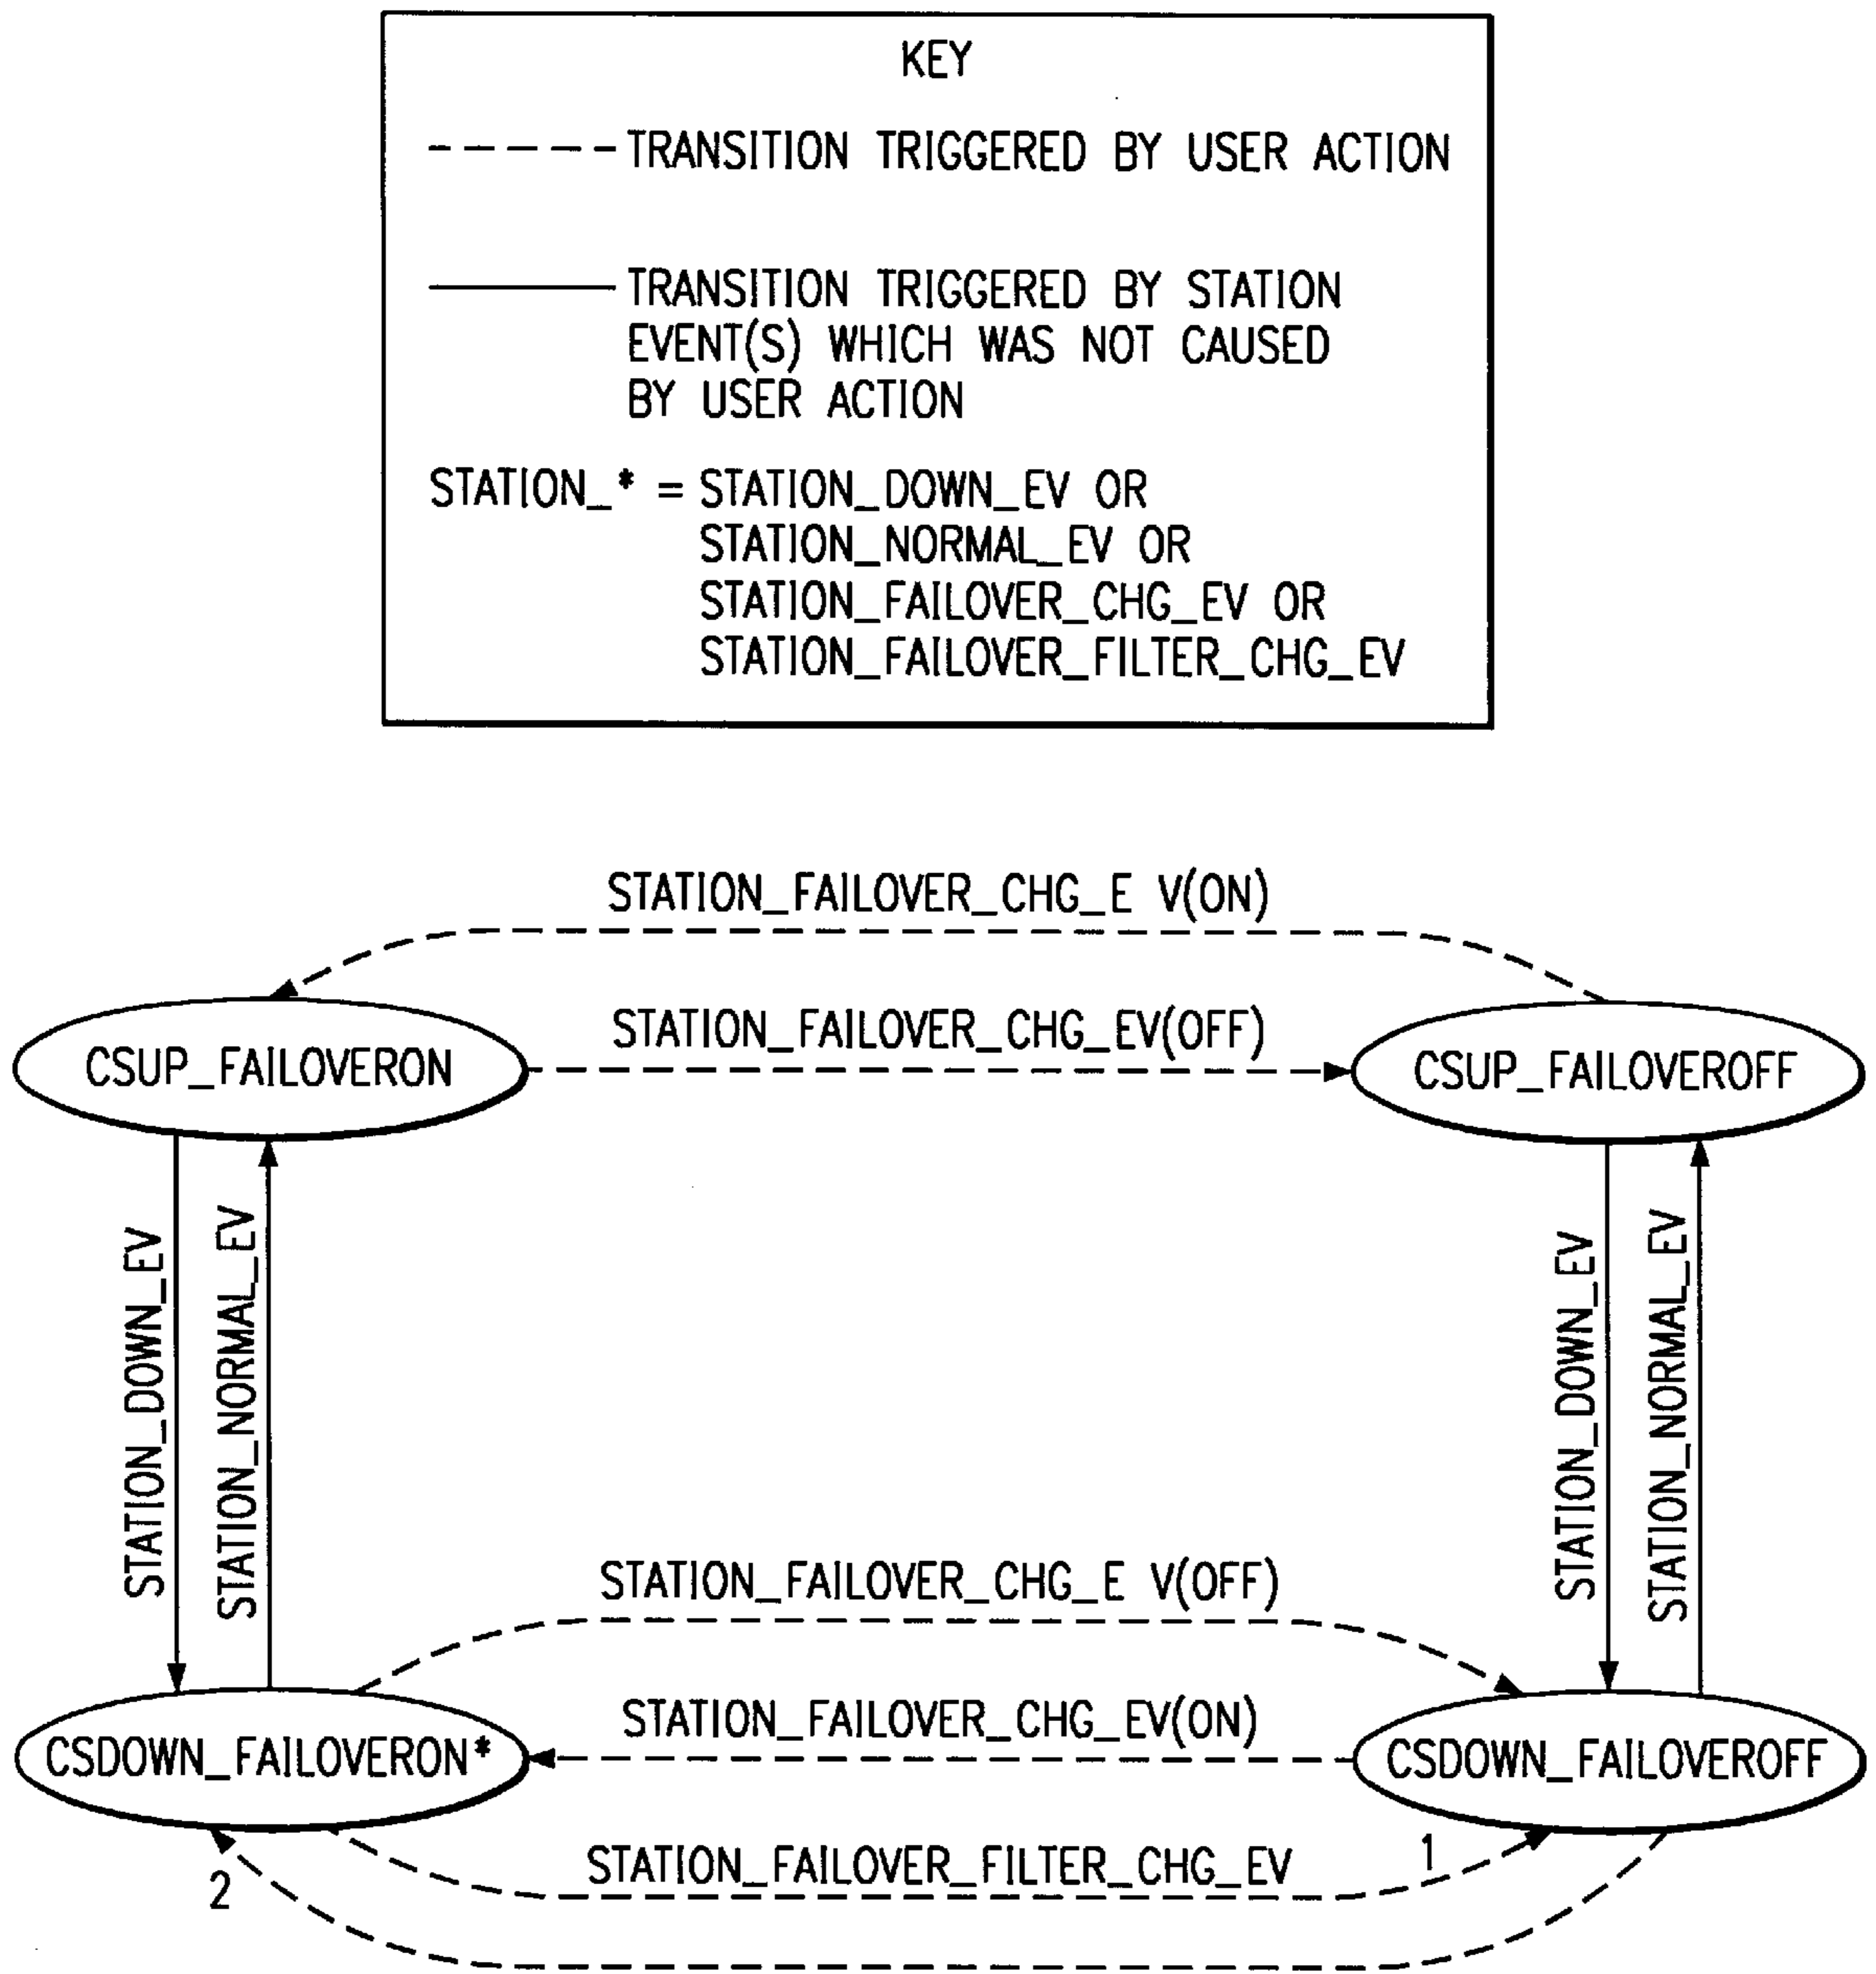 KEY
TRANSITION TRIGGERED BY USER ACTION
TRANSITION TRIGGERED BY STATION
EVENT(S) WHICH WAS NOT CAUSED
BY USER ACTION
STATION_* = STATION_DOWN_EV OR
STATION_NORMAL_EV OR
STATION_FAILOVER_CHG_EV OR
STATION_FAILOVER_FILTER_CHG_EV
STATION_FAILOVER_CHG_E V(ON)
STATION_FAILOVER_CHG_EV(OFF)
CSUP_FAILOVERON
CSUP_FAILOVEROFF
STATION_DOWN_EV
STATION_NORMAL_EV
STATION_DOWN_EV
STATION_NORMAL_EV
STATION_FAILOVER_CHG_E V(OFF)
STATION_FAILOVER_CHG_EV(ON)
CSDOWN_FAILOVERON*
CSDOWN_FAILOVEROFF
STATION_FAILOVER_FILTER_CHG_EV
1
2